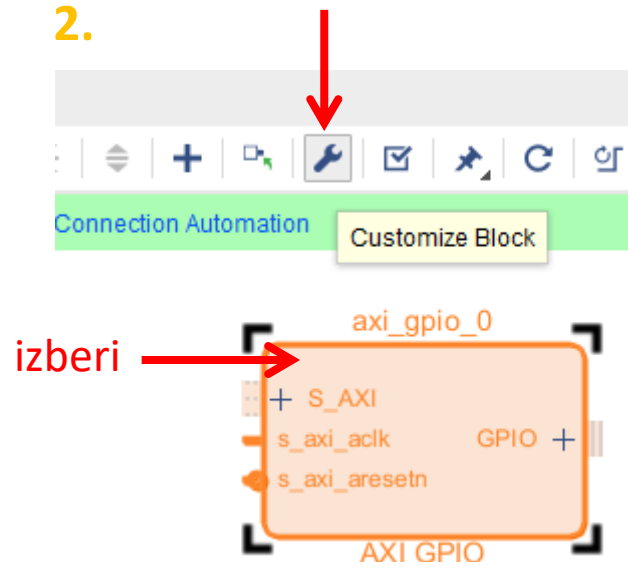 2.
Connection Automation
Customize Block
izberi
axi_gpio_0
S_AXI
s_axi_aclk GPIO
s_axi_aresetn
AXI GPIO